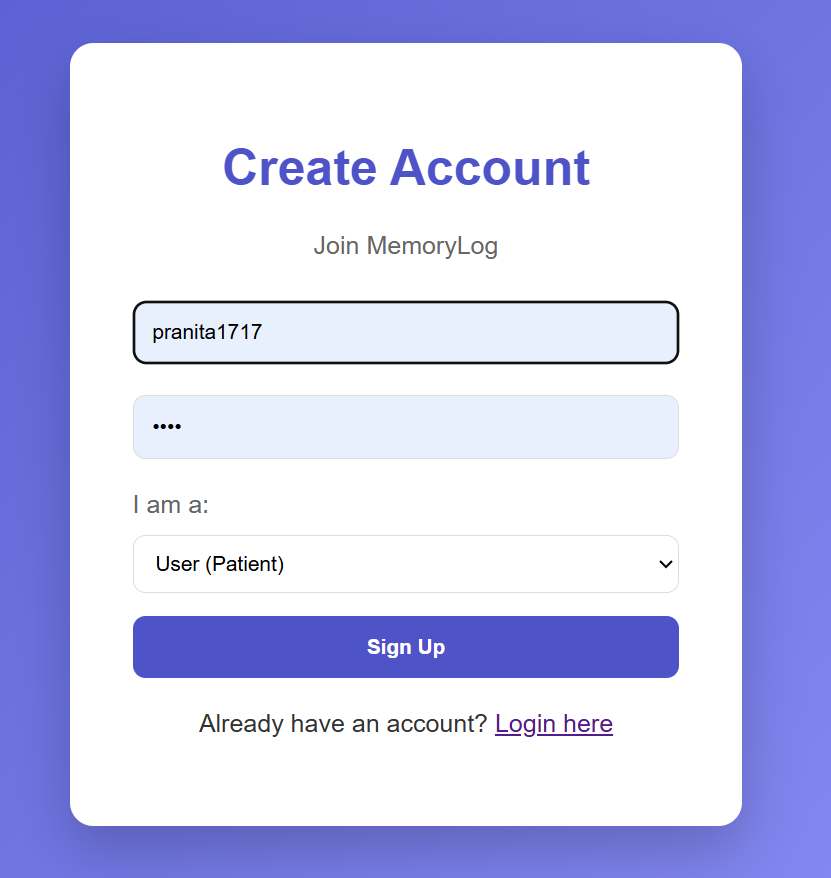 Create Account
Join MemoryLog
pranita1717
••••
I am a:
User (Patient)
Sign Up
Already have an account? Login here